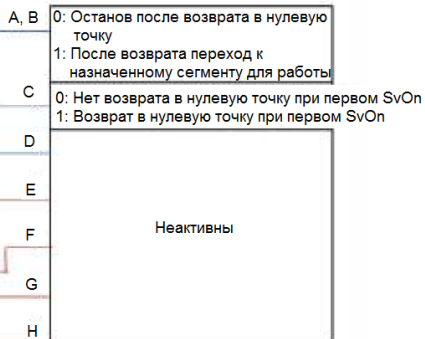 A, B
0: Останов после возврата в нулевую
точку
1: После возврата переход к
назначенному сегменту для работы
C
0: Нет возврата в нулевую точку при первом SvOn
1: Возврат в нулевую точку при первом SvOn
D
E
F
Неактивны
G
H